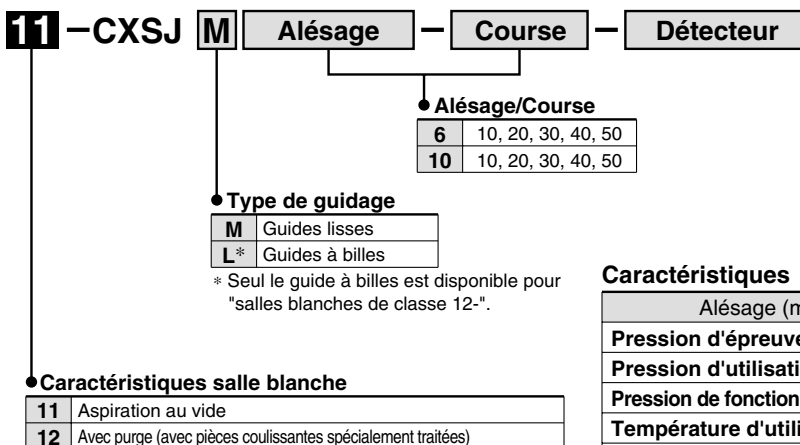 11 – CXSJ M Alésage – Course – Détecteur
Alésage/Course
6 10, 20, 30, 40, 50
10 10, 20, 30, 40, 50
Type de guidage
M Guides lisses
L* Guides à billes
* Seul le guide à billes est disponible pour
"salles blanches de classe 12-".
Caractéristiques salle blanche
11 Aspiration au vide
12 Avec purge (avec pièces coulissantes spécialement traitées)
Caractéristiques
Alésage (m
Pression d'épreuve
Pression d'utilisati
Pression de fonction
Température d'utili